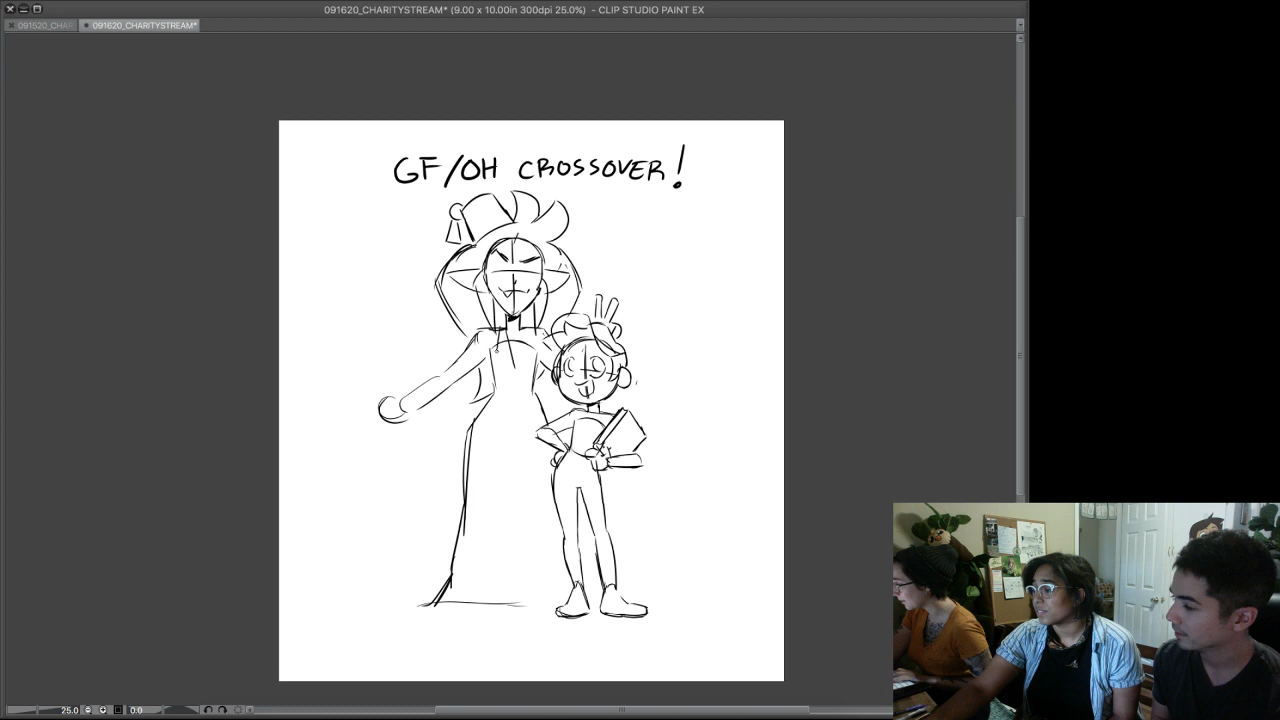 091620_CHARITYSTREAM* (9.00 x 10.00in 300dpi 25.0%) - CLIP STUDIO PAINT EX
091520_CHAR
091620_CHARITYSTREAM*
GF/OH CROSSOVER!
25.0
0.0